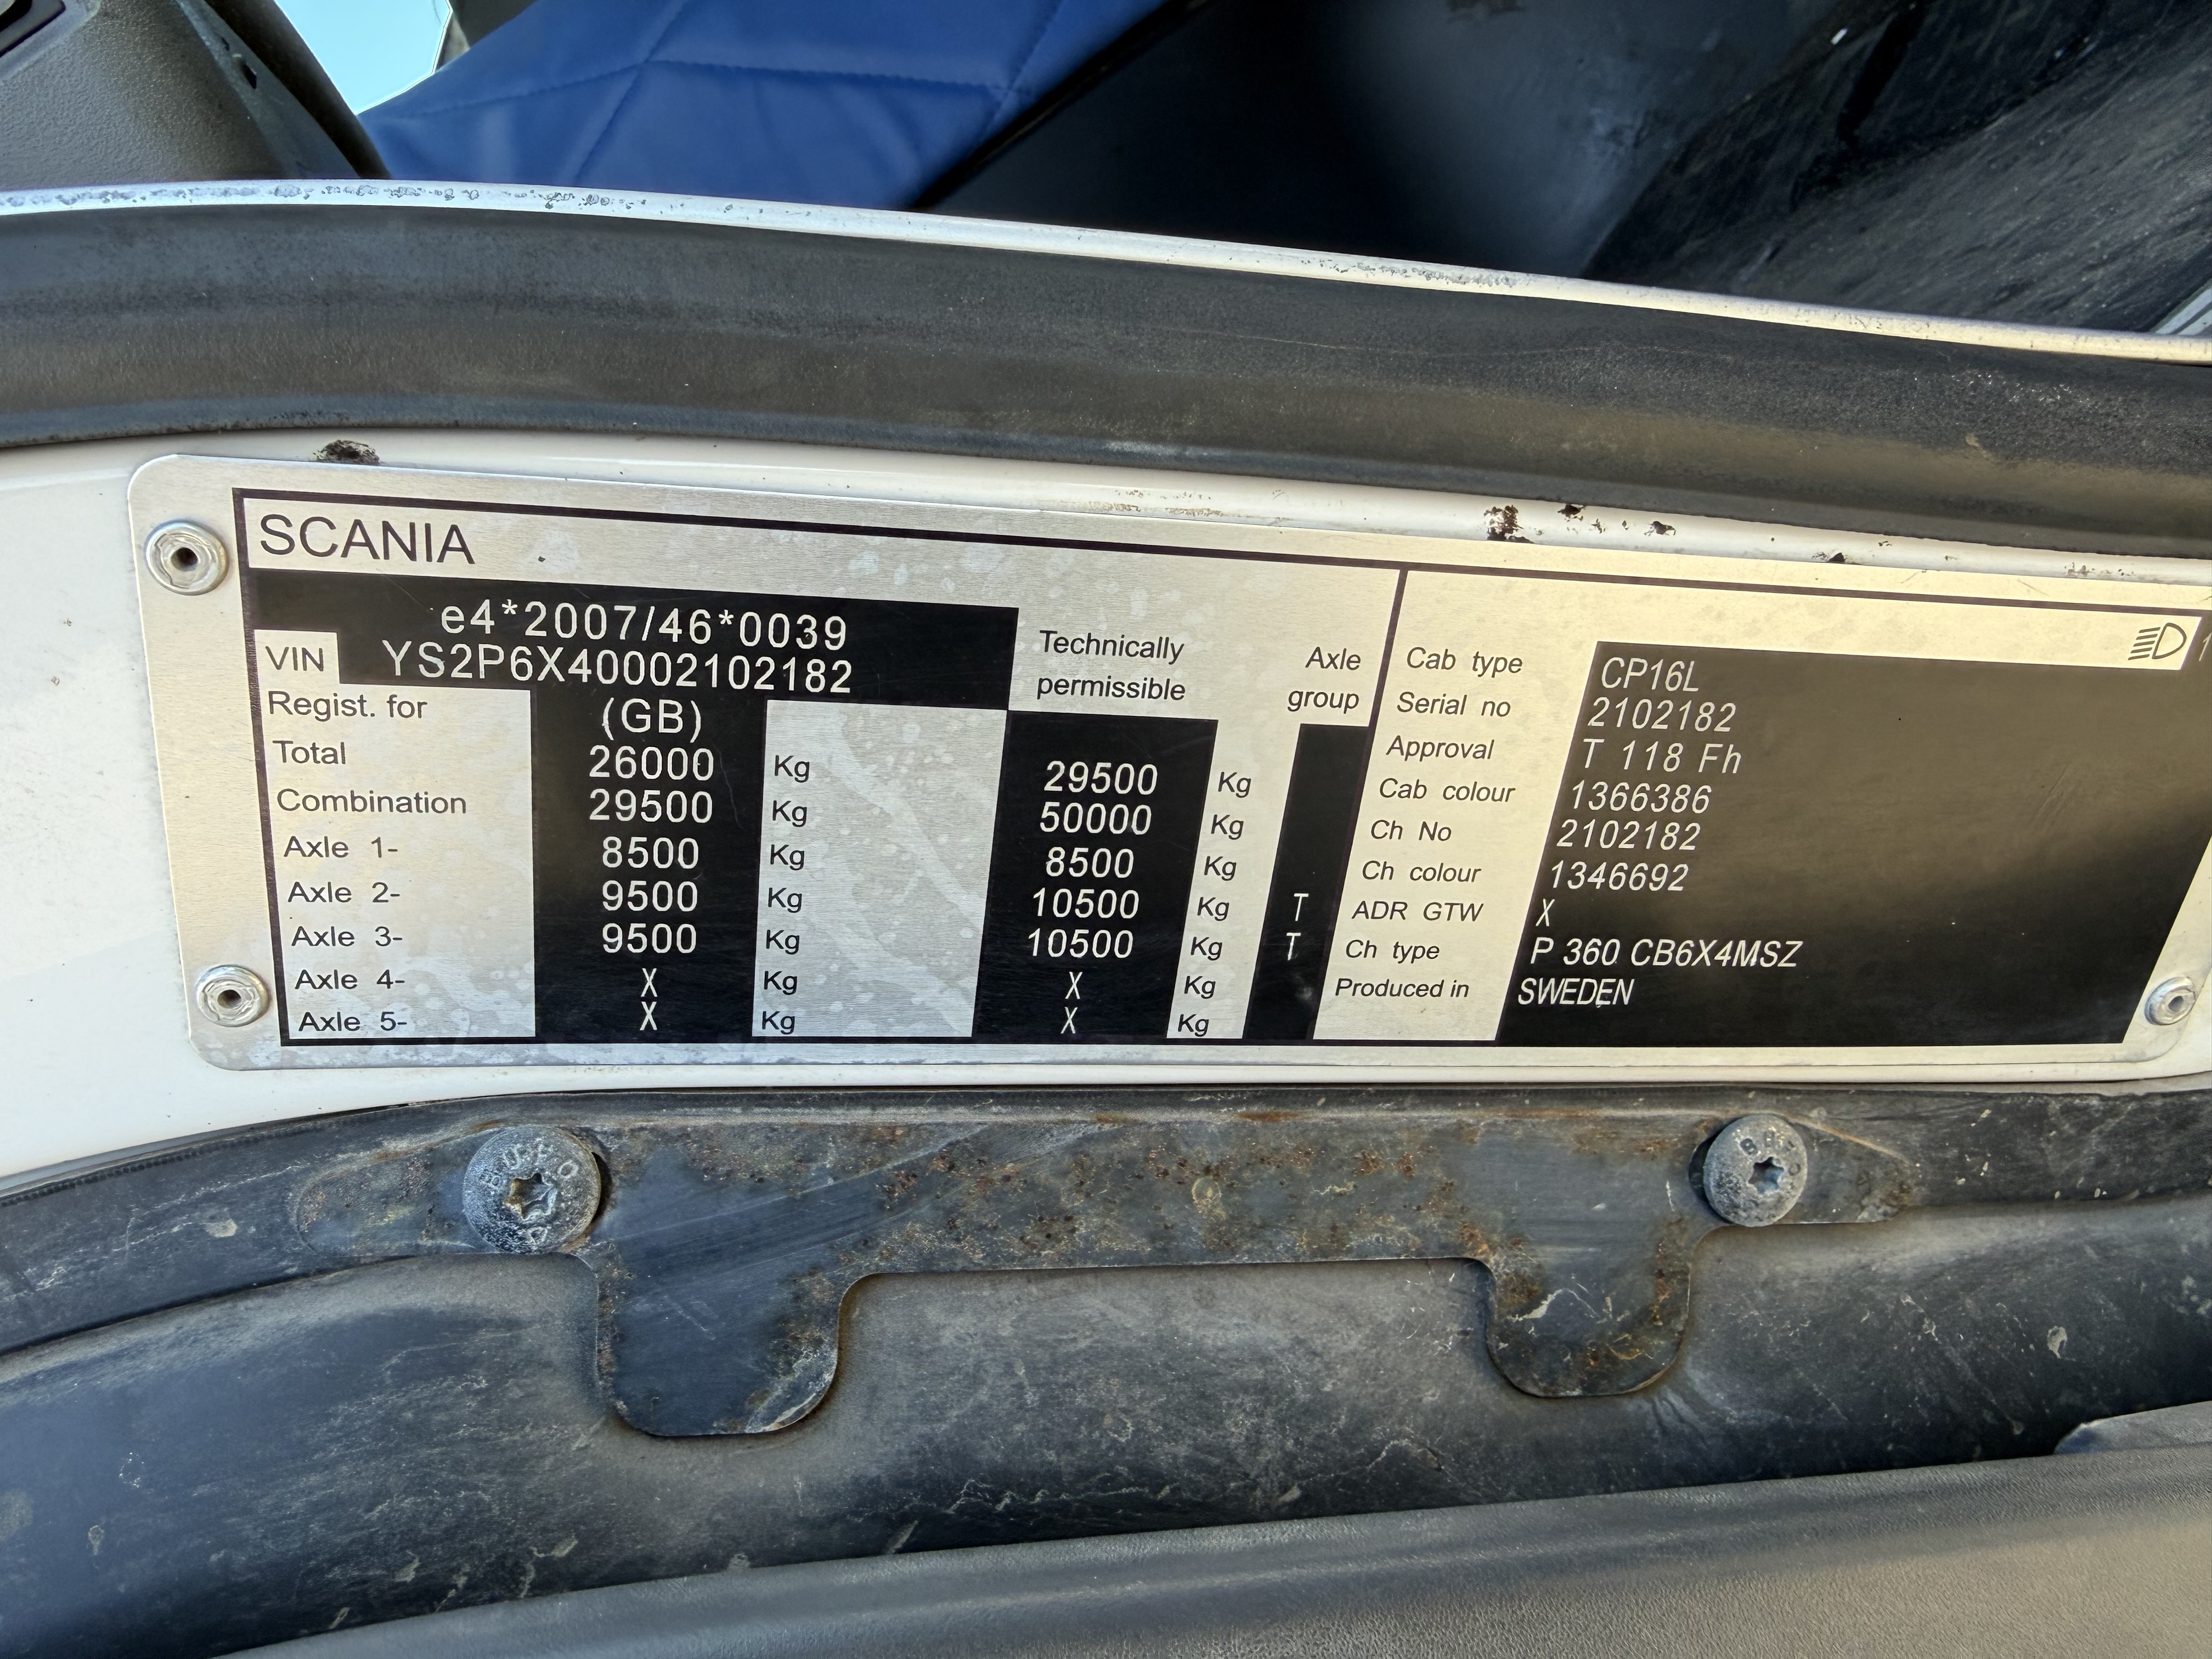 SCANIA
e4*2007/46*0039
VIN YS2P6X40002102182
Technically permissible
Axle group
Regist. for (GB)
Total 26000 Kg 29500 Kg
Combination 29500 Kg 50000 Kg
Axle 1- 8500 Kg 8500 Kg
Axle 2- 9500 Kg 10500 Kg T
Axle 3- 9500 Kg 10500 Kg T
Axle 4- X Kg X Kg
Axle 5- X Kg X Kg
Cab type CP16L
Serial no 2102182
Approval T 118 Fh
Cab colour 1366386
Ch No 2102182
Ch colour 1346692
ADR GTW X
Ch type P 360 CB6X4MSZ
Produced in SWEDEN